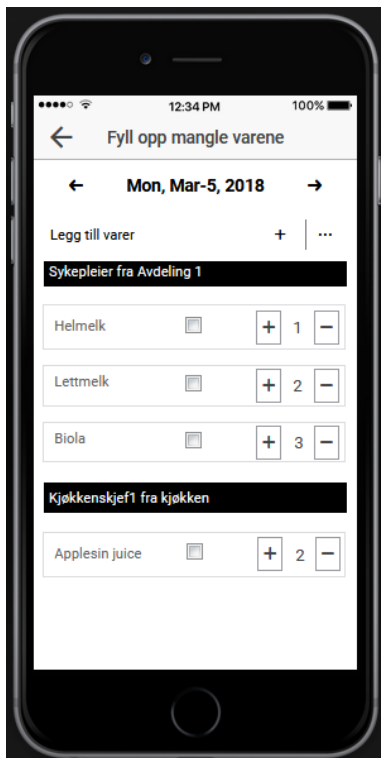 12:34 PM 100%
Fyll opp mangle varene
Mon, Mar-5, 2018
Legg till varer + ...
Sykepleier fra Avdeling 1
Helmelk + 1 −
Lettmelk + 2 −
Biola + 3 −
Kjøkkenskjef1 fra kjøkken
Applesin juice + 2 −